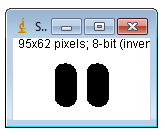 S..
95x62 pixels; 8-bit (inver